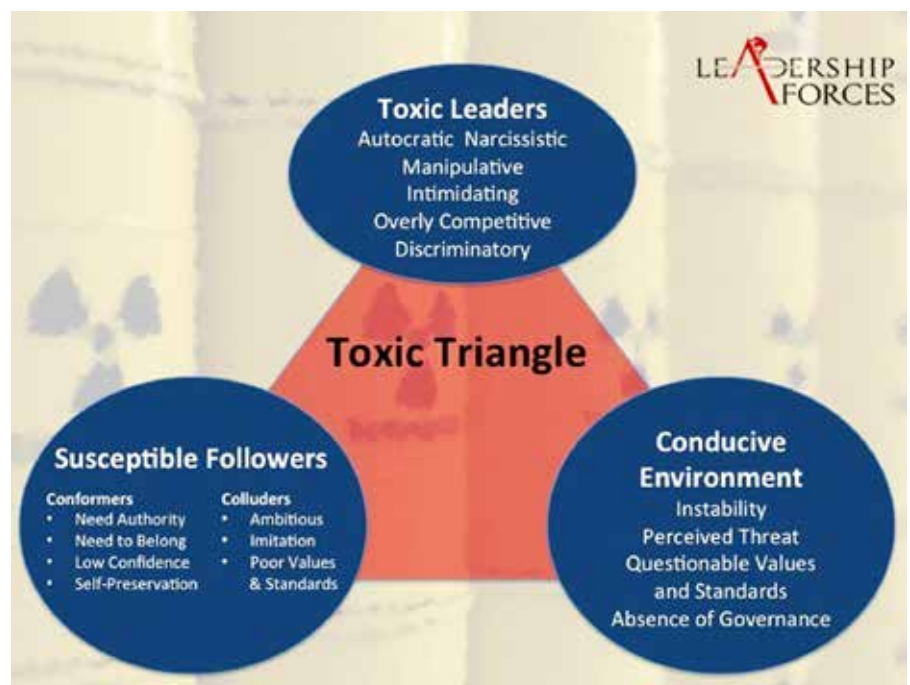 LEADERSHIP
FORCES
Toxic Leaders
Autocratic Narcissistic
Manipulative
Intimidating
Overly Competitive
Discriminatory
Toxic Triangle
Susceptible Followers
Conformers
• Need Authority
• Need to Belong
• Low Confidence
• Self-Preservation
Colluders
• Ambitious
• Imitation
• Poor Values
& Standards
Conducive
Environment
Instability
Perceived Threat
Questionable Values
and Standards
Absence of Governance